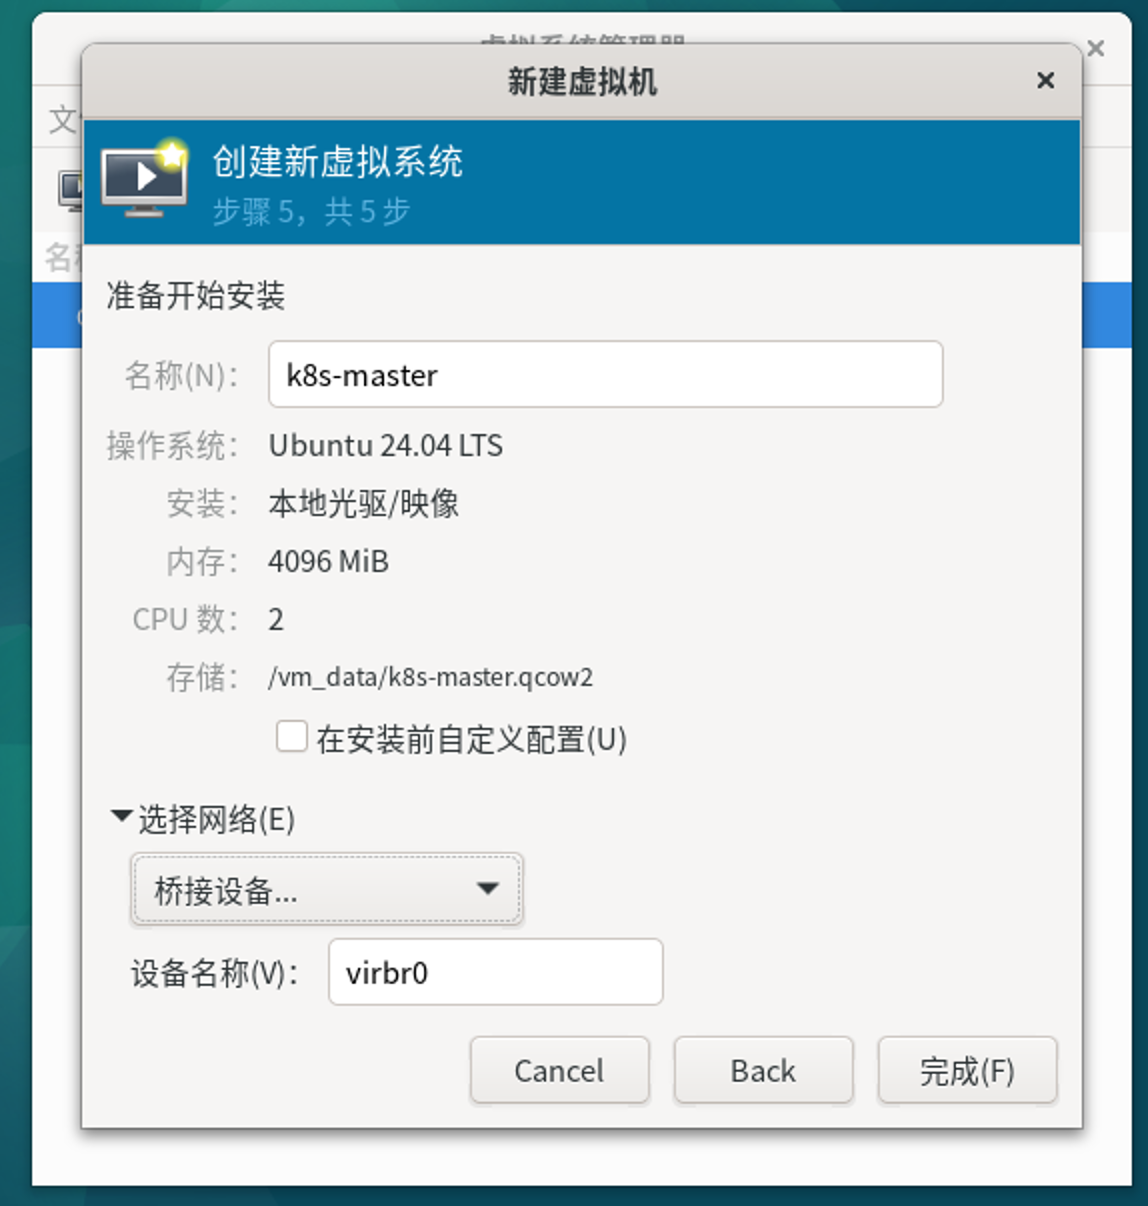 新建虚拟机
创建新虚拟系统
步骤 5，共 5 步
准备开始安装
名称(N)： k8s-master
操作系统： Ubuntu 24.04 LTS
安装： 本地光驱/映像
内存： 4096 MiB
CPU 数： 2
存储： /vm_data/k8s-master.qcow2
在安装前自定义配置(U)
选择网络(E)
桥接设备...
设备名称(V)： virbr0
Cancel Back 完成(F)